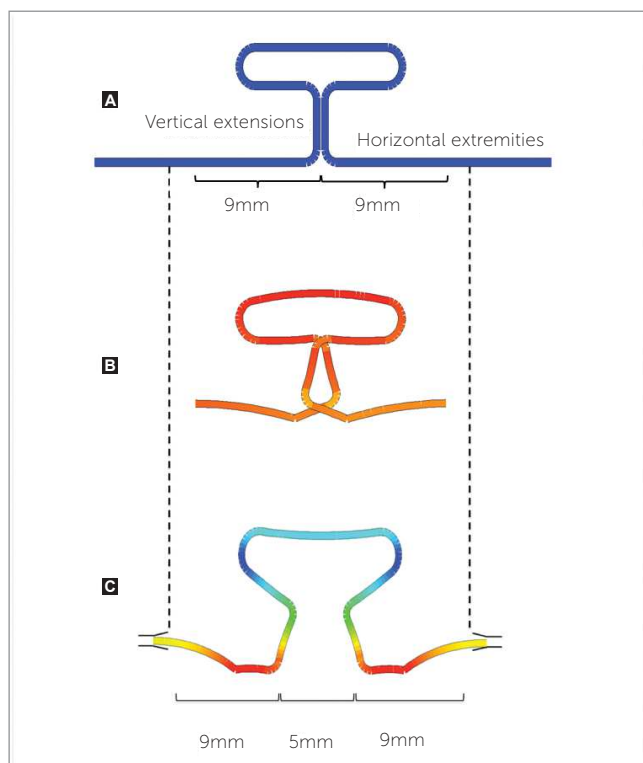 A
Vertical extensions
Horizontal extremities
9mm 9mm
B
C
9mm 5mm 9mm